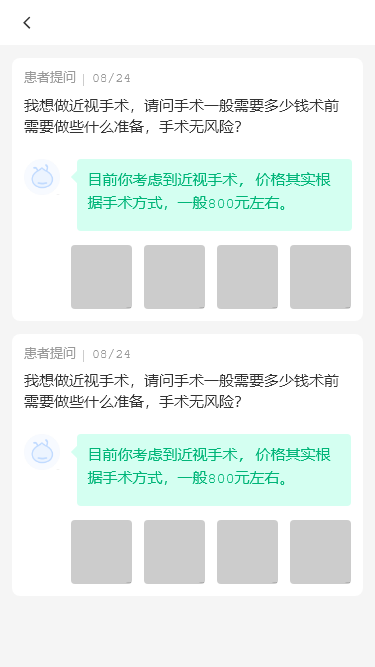 患者提问 | 08/24
我想做近视手术，请问手术一般需要多少钱术前
需要做些什么准备，手术无风险？
目前你考虑到近视手术， 价格其实根
据手术方式，一般800元左右。
患者提问 | 08/24
我想做近视手术，请问手术一般需要多少钱术前
需要做些什么准备，手术无风险？
目前你考虑到近视手术， 价格其实根
据手术方式，一般800元左右。